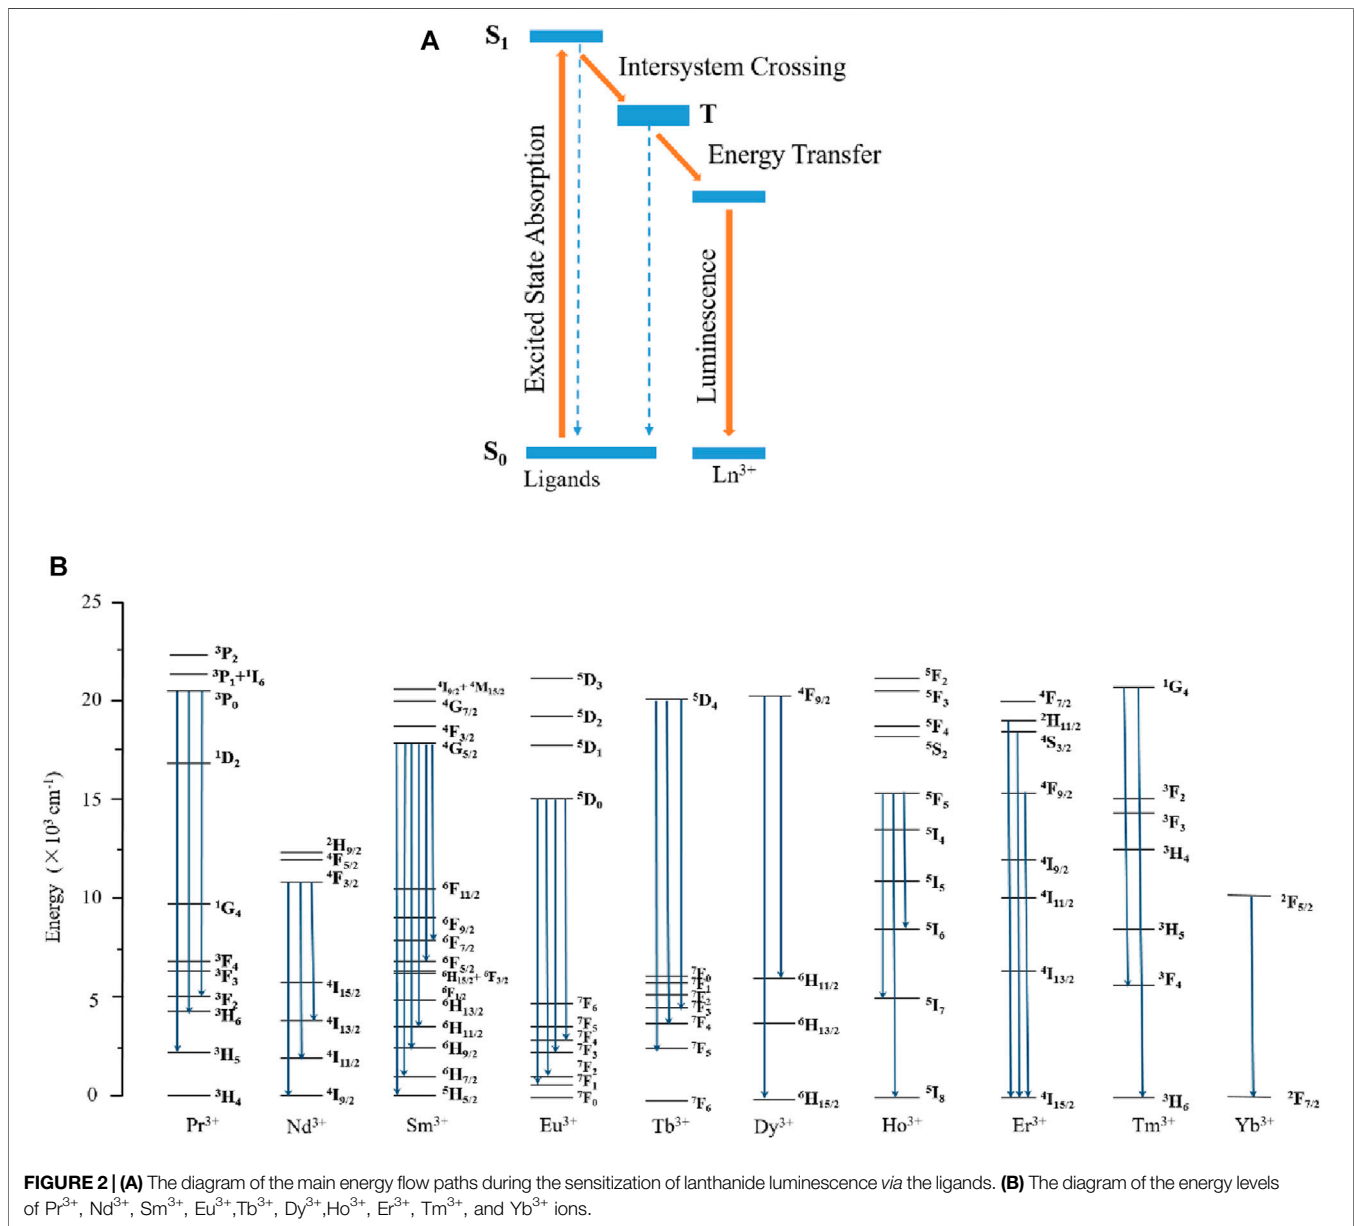 A
S₁
Intersystem Crossing
T
Energy Transfer
Excited State Absorption
Luminescence
S₀
Ligands
Ln³⁺
B
Energy (×10³ cm⁻¹)
25
20
15
10
5
0
³P₂
³P₁+¹I₆
³P₀
¹D₂
¹G₄
³F₄
³F₃
³F₂
³H₆
³H₅
³H₄
Pr³⁺
²H₉/₂
⁴F₅/₂
⁴F₃/₂
⁴I₁₅/₂
⁴I₁₃/₂
⁴I₁₁/₂
⁴I₉/₂
Nd³⁺
⁴I₉/₂+ ⁴M₁₅/₂
⁴G₇/₂
⁴F₃/₂
⁴G₅/₂
⁶F₁₁/₂
⁶F₉/₂
⁶F₇/₂
⁶F₅/₂
⁶H₁₅/₂+ ⁶F₃/₂
⁶F₁/₂
⁶H₁₃/₂
⁶H₁₁/₂
⁶H₉/₂
⁶H₇/₂
⁵H₅/₂
Sm³⁺
⁵D₃
⁵D₂
⁵D₁
⁵D₀
⁷F₆
⁷F₅
⁷F₄
⁷F₃
⁷F₂
⁷F₁
⁷F₀
Eu³⁺
⁵D₄
⁷F₀
⁷F₁
⁷F₂
⁷F₃
⁷F₄
⁷F₅
⁷F₆
Tb³⁺
⁴F₉/₂
⁶H₁₁/₂
⁶H₁₃/₂
⁶H₁₅/₂
Dy³⁺
⁵F₂
⁵F₃
⁵F₄
⁵S₂
⁵F₅
⁵I₄
⁵I₅
⁵I₆
⁵I₇
⁵I₈
Ho³⁺
⁴F₇/₂
²H₁₁/₂
⁴S₃/₂
⁴F₉/₂
⁴I₉/₂
⁴I₁₁/₂
⁴I₁₃/₂
⁴I₁₅/₂
Er³⁺
¹G₄
³F₂
³F₃
³H₄
³H₅
³F₄
³H₆
Tm³⁺
²F₅/₂
²F₇/₂
Yb³⁺
FIGURE 2 | (A) The diagram of the main energy flow paths during the sensitization of lanthanide luminescence via the ligands. (B) The diagram of the energy levels
of Pr³⁺, Nd³⁺, Sm³⁺, Eu³⁺,Tb³⁺, Dy³⁺,Ho³⁺, Er³⁺, Tm³⁺, and Yb³⁺ ions.